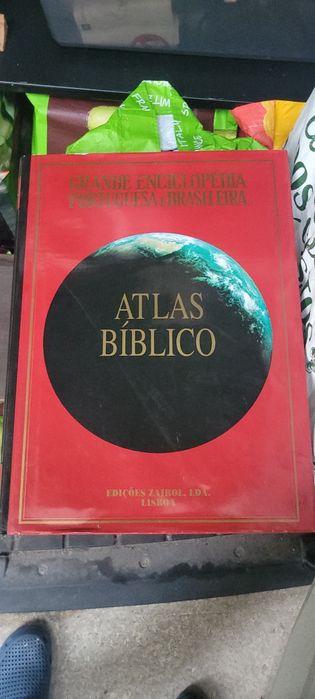 GRANDE ENCICLOPÉDIA
PORTUGUESA E BRASILEIRA
ATLAS
BÍBLICO
EDIÇÕES ZAIROL, LDA.
LISBOA